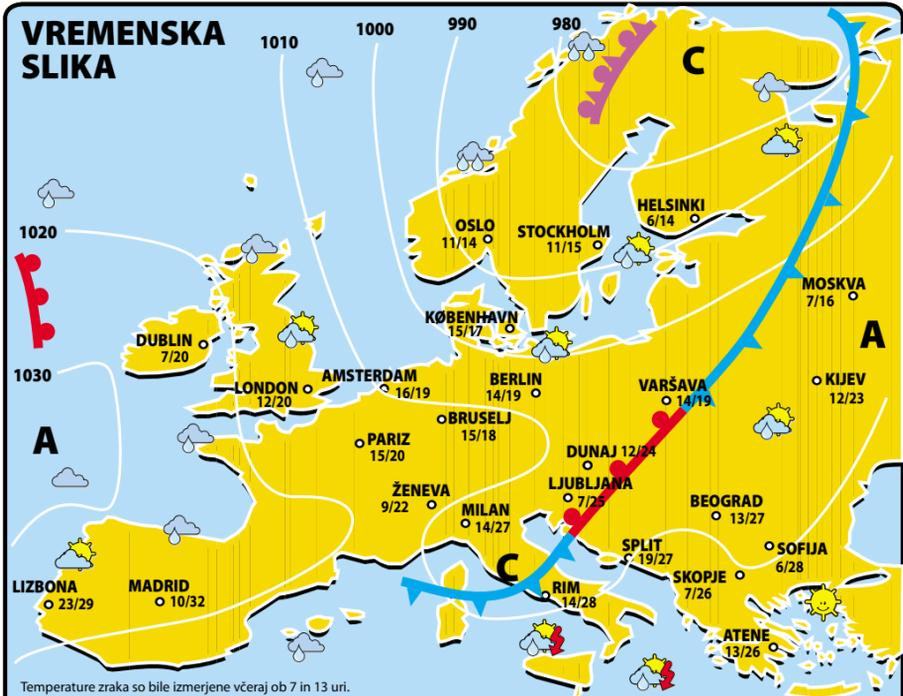 VREMENSKA
SLIKA
1010
1000
990
980
C
1020
HELSINKI
6/14
OSLO
11/14
STOCKHOLM
11/15
MOSKVA
7/16
KØBENHAVN
15/17
DUBLIN
7/20
A
1030
LONDON
12/20
AMSTERDAM
16/19
BERLIN
14/19
VARŠAVA
14/19
KIJEV
12/23
A
BRUSELJ
15/18
PARIZ
15/20
DUNAJ 12/24
LJUBLJANA
7/25
ŽENEVA
9/22
MILAN
14/27
BEOGRAD
13/27
SPLIT
19/27
SOFIJA
6/28
C
SKOPJE
7/26
LIZBONA
23/29
MADRID
10/32
RIM
14/28
ATENE
13/26
Temperature zraka so bile izmerjene včeraj ob 7 in 13 uri.